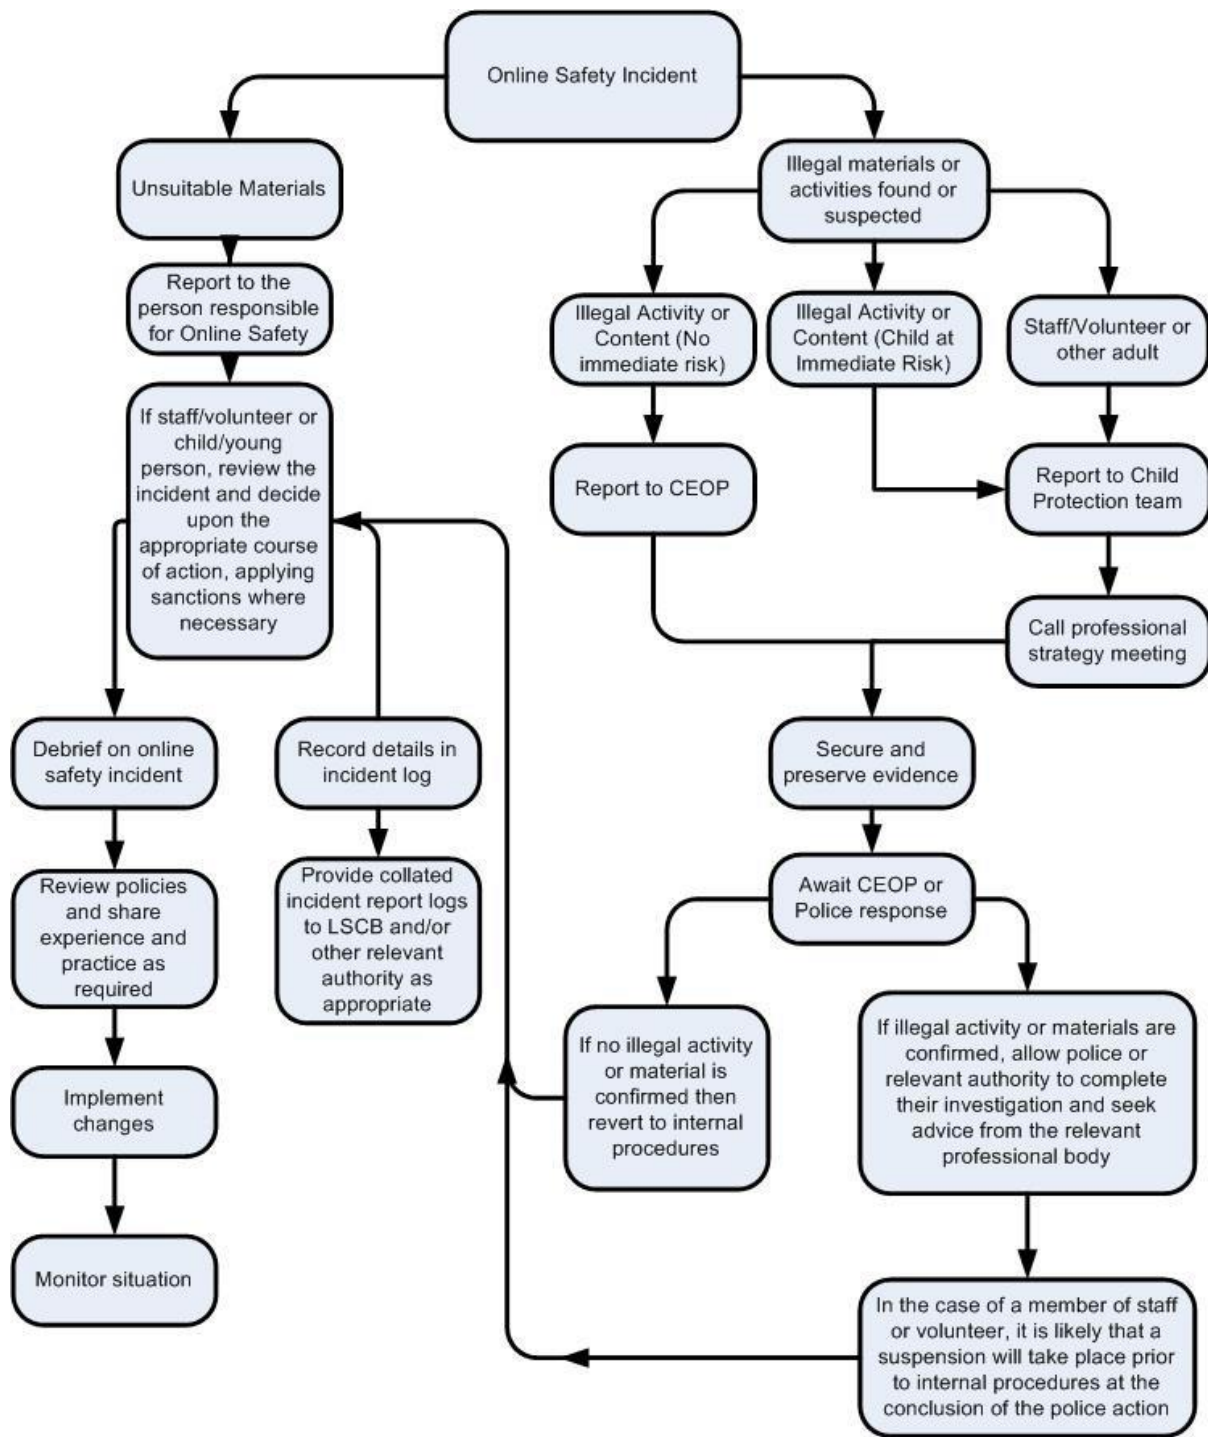 Online Safety Incident
Unsuitable Materials
Report to the
person responsible
for Online Safety
If staff/volunteer or
child/young
person, review the
incident and decide
upon the
appropriate course
of action, applying
sanctions where
necessary
Debrief on online
safety incident
Review policies
and share
experience and
practice as
required
Implement
changes
Monitor situation
Record details in
incident log
Provide collated
incident report logs
to LSCB and/or
other relevant
authority as
appropriate
Illegal materials or
activities found or
suspected
Illegal Activity or
Content (No
immediate risk)
Illegal Activity or
Content (Child at
Immediate Risk)
Staff/Volunteer or
other adult
Report to CEOP
Report to Child
Protection team
Call professional
strategy meeting
Secure and
preserve evidence
Await CEOP or
Police response
If no illegal activity
or material is
confirmed then
revert to internal
procedures
If illegal activity or materials are
confirmed, allow police or
relevant authority to complete
their investigation and seek
advice from the relevant
professional body
In the case of a member of staff
or volunteer, it is likely that a
suspension will take place prior
to internal procedures at the
conclusion of the police action